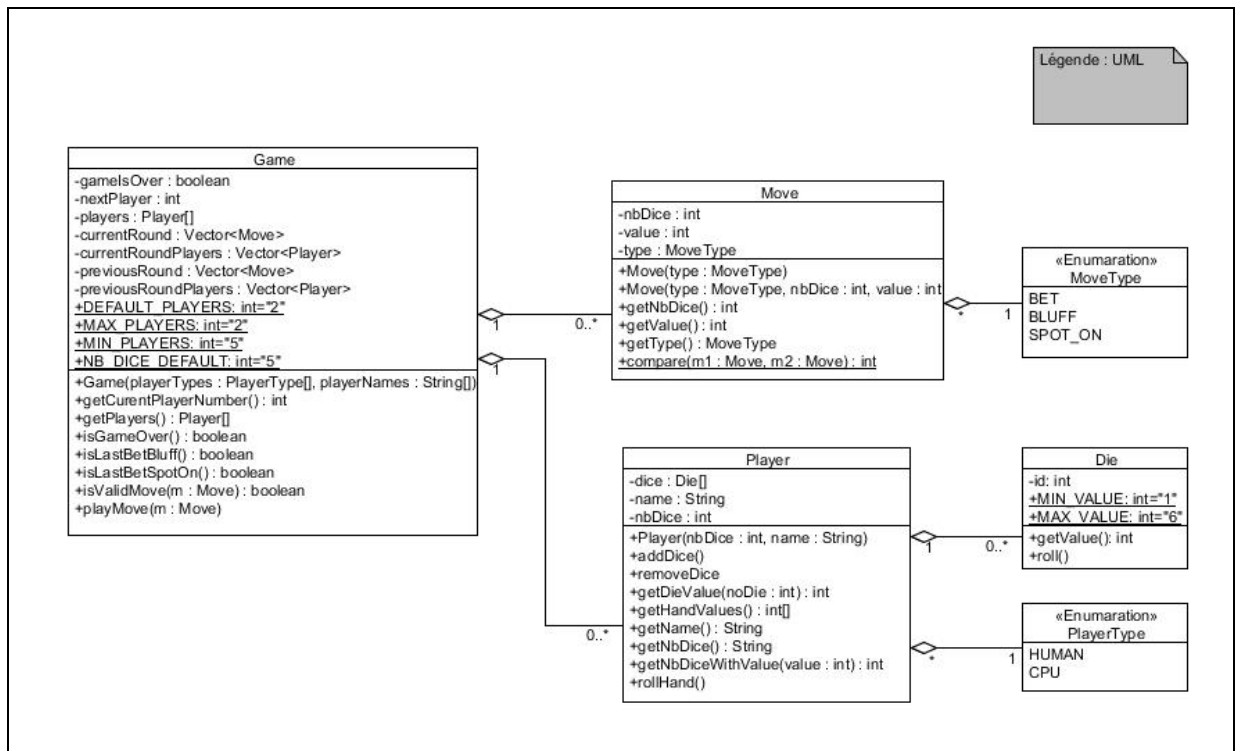 Légende : UML
Game
-gameIsOver : boolean
-nextPlayer : int
-players : Player[]
-currentRound : Vector<Move>
-currentRoundPlayers : Vector<Player>
-previousRound : Vector<Move>
-previousRoundPlayers : Vector<Player>
+DEFAULT_PLAYERS: int="2"
+MAX_PLAYERS: int="2"
+MIN_PLAYERS: int="5"
+NB_DICE_DEFAULT: int="5"
+Game(playerTypes : PlayerType[], playerNames : String[])
+getCurentPlayerNumber() : int
+getPlayers() : Player[]
+isGameOver() : boolean
+isLastBetBluff() : boolean
+isLastBetSpotOn() : boolean
+isValidMove(m : Move) : boolean
+playMove(m : Move)
1
0..*
1
0..*
Move
-nbDice : int
-value : int
-type : MoveType
+Move(type : MoveType)
+Move(type : MoveType, nbDice : int, value : int
+getNbDice() : int
+getValue() : int
+getType() : MoveType
+compare(m1 : Move, m2 : Move) : int
*
1
«Enumaration»
MoveType
BET
BLUFF
SPOT_ON
Player
-dice : Die[]
-name : String
-nbDice : int
+Player(nbDice : int, name : String)
+addDice()
+removeDice
+getDieValue(noDie : int) : int
+getHandValues() : int[]
+getName() : String
+getNbDice() : String
+getNbDiceWithValue(value : int) : int
+rollHand()
1
0..*
*
1
Die
-id: int
+MIN_VALUE: int="1"
+MAX_VALUE: int="6"
+getValue(): int
+roll()
«Enumaration»
PlayerType
HUMAN
CPU